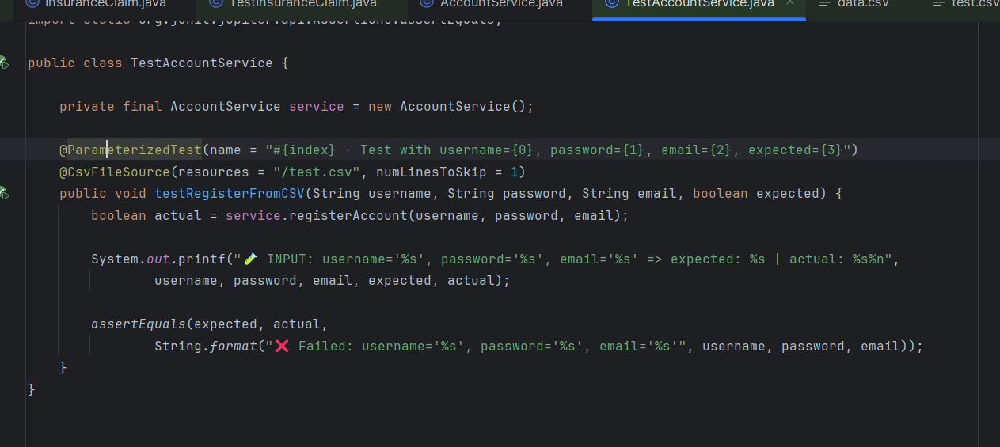 InsuranceClaim.java TestInsuranceClaim.java AccountService.java TestAccountService.java data.csv test.csv
import static org.junit.jupiter.api.Assertions.assertEquals;
public class TestAccountService {
private final AccountService service = new AccountService();
@ParameterizedTest(name = "#{index} - Test with username={0}, password={1}, email={2}, expected={3}")
@CsvFileSource(resources = "/test.csv", numLinesToSkip = 1)
public void testRegisterFromCSV(String username, String password, String email, boolean expected) {
boolean actual = service.registerAccount(username, password, email);
System.out.printf("🧪 INPUT: username='%s', password='%s', email='%s' => expected: %s | actual: %s%n",
username, password, email, expected, actual);
assertEquals(expected, actual,
String.format("❌ Failed: username='%s', password='%s', email='%s'", username, password, email));
}
}